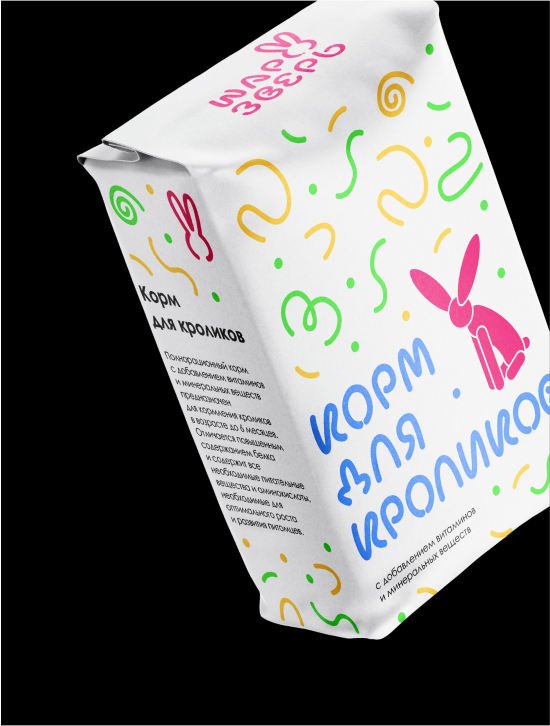 ШАРО
ЗВЕРЬ
Корм
для кроликов
Полнорационный корм
с добавлением витаминов
и минеральных веществ
предназначен
для кормления кроликов
в возрасте до 6 месяцев.
Отличается повышенным
содержанием белка
и содержит все
необходимые питательные
вещества и аминокислоты,
необходимые для
оптимального роста
и развития питомцев.
КОРМ
ДЛЯ
КРОЛИКОВ
с добавлением витаминов
и минеральных веществ